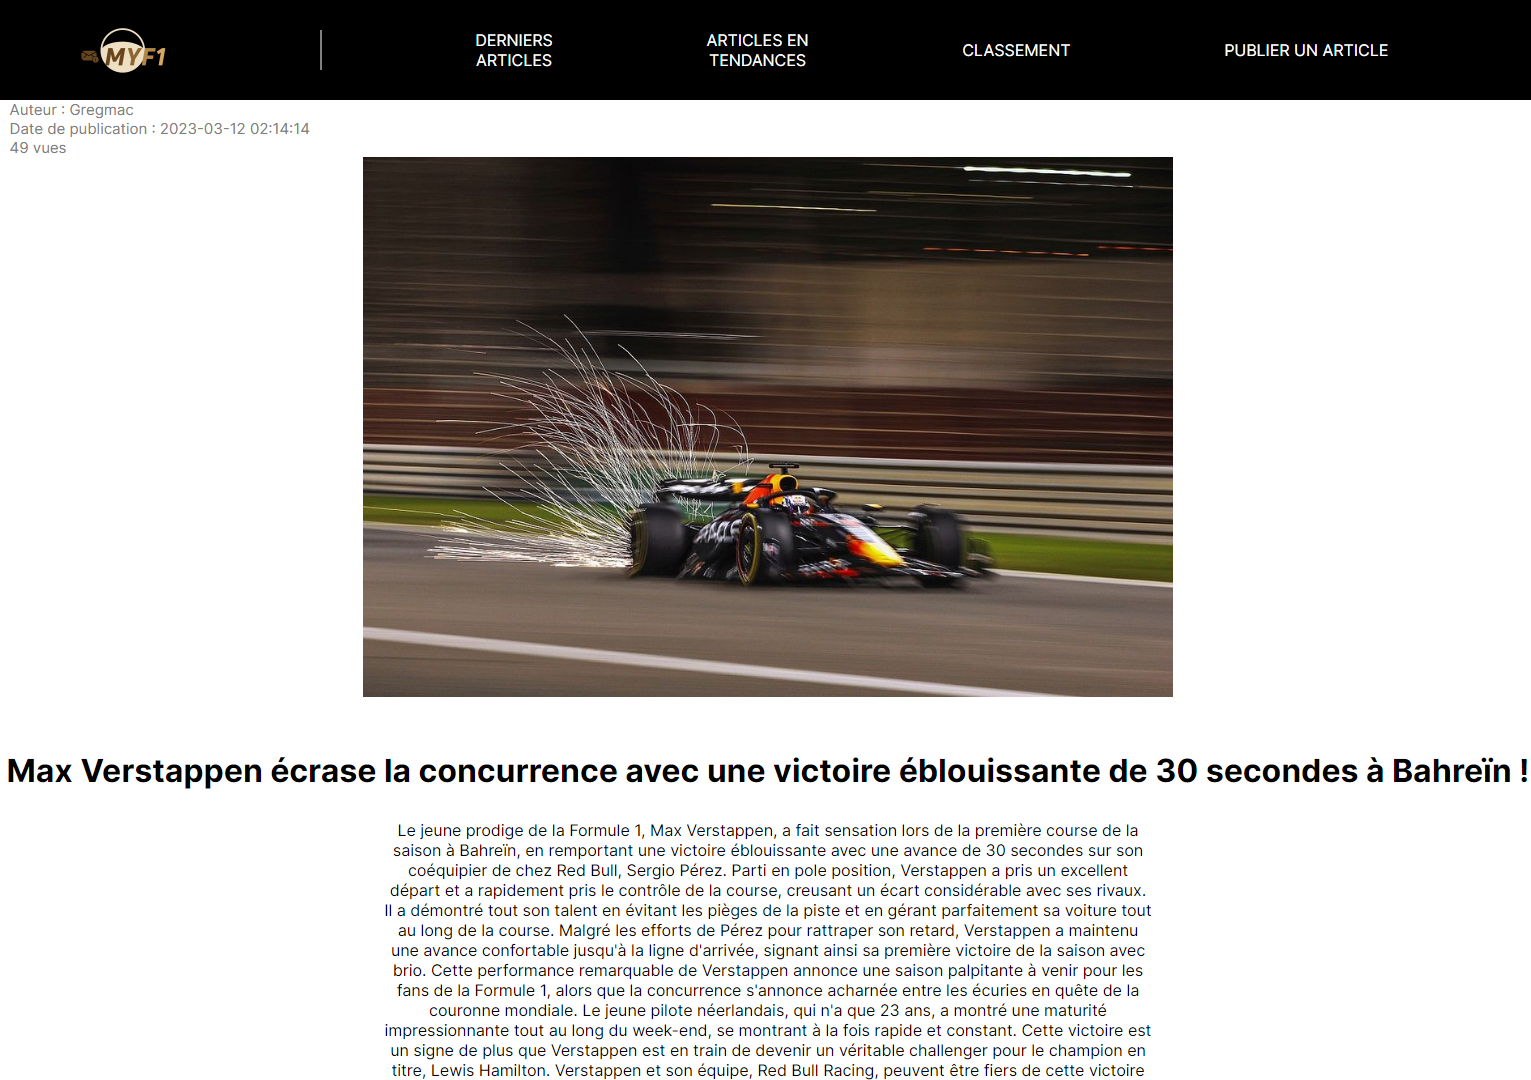 MYF1
DERNIERS
ARTICLES
ARTICLES EN
TENDANCES
CLASSEMENT
PUBLIER UN ARTICLE
Auteur : Gregmac
Date de publication : 2023-03-12 02:14:14
49 vues
Max Verstappen écrase la concurrence avec une victoire éblouissante de 30 secondes à Bahreïn !
Le jeune prodige de la Formule 1, Max Verstappen, a fait sensation lors de la première course de la
saison à Bahreïn, en remportant une victoire éblouissante avec une avance de 30 secondes sur son
coéquipier de chez Red Bull, Sergio Pérez. Parti en pole position, Verstappen a pris un excellent
départ et a rapidement pris le contrôle de la course, creusant un écart considérable avec ses rivaux.
Il a démontré tout son talent en évitant les pièges de la piste et en gérant parfaitement sa voiture tout
au long de la course. Malgré les efforts de Pérez pour rattraper son retard, Verstappen a maintenu
une avance confortable jusqu'à la ligne d'arrivée, signant ainsi sa première victoire de la saison avec
brio. Cette performance remarquable de Verstappen annonce une saison palpitante à venir pour les
fans de la Formule 1, alors que la concurrence s'annonce acharnée entre les écuries en quête de la
couronne mondiale. Le jeune pilote néerlandais, qui n'a que 23 ans, a montré une maturité
impressionnante tout au long du week-end, se montrant à la fois rapide et constant. Cette victoire est
un signe de plus que Verstappen est en train de devenir un véritable challenger pour le champion en
titre, Lewis Hamilton. Verstappen et son équipe, Red Bull Racing, peuvent être fiers de cette victoire